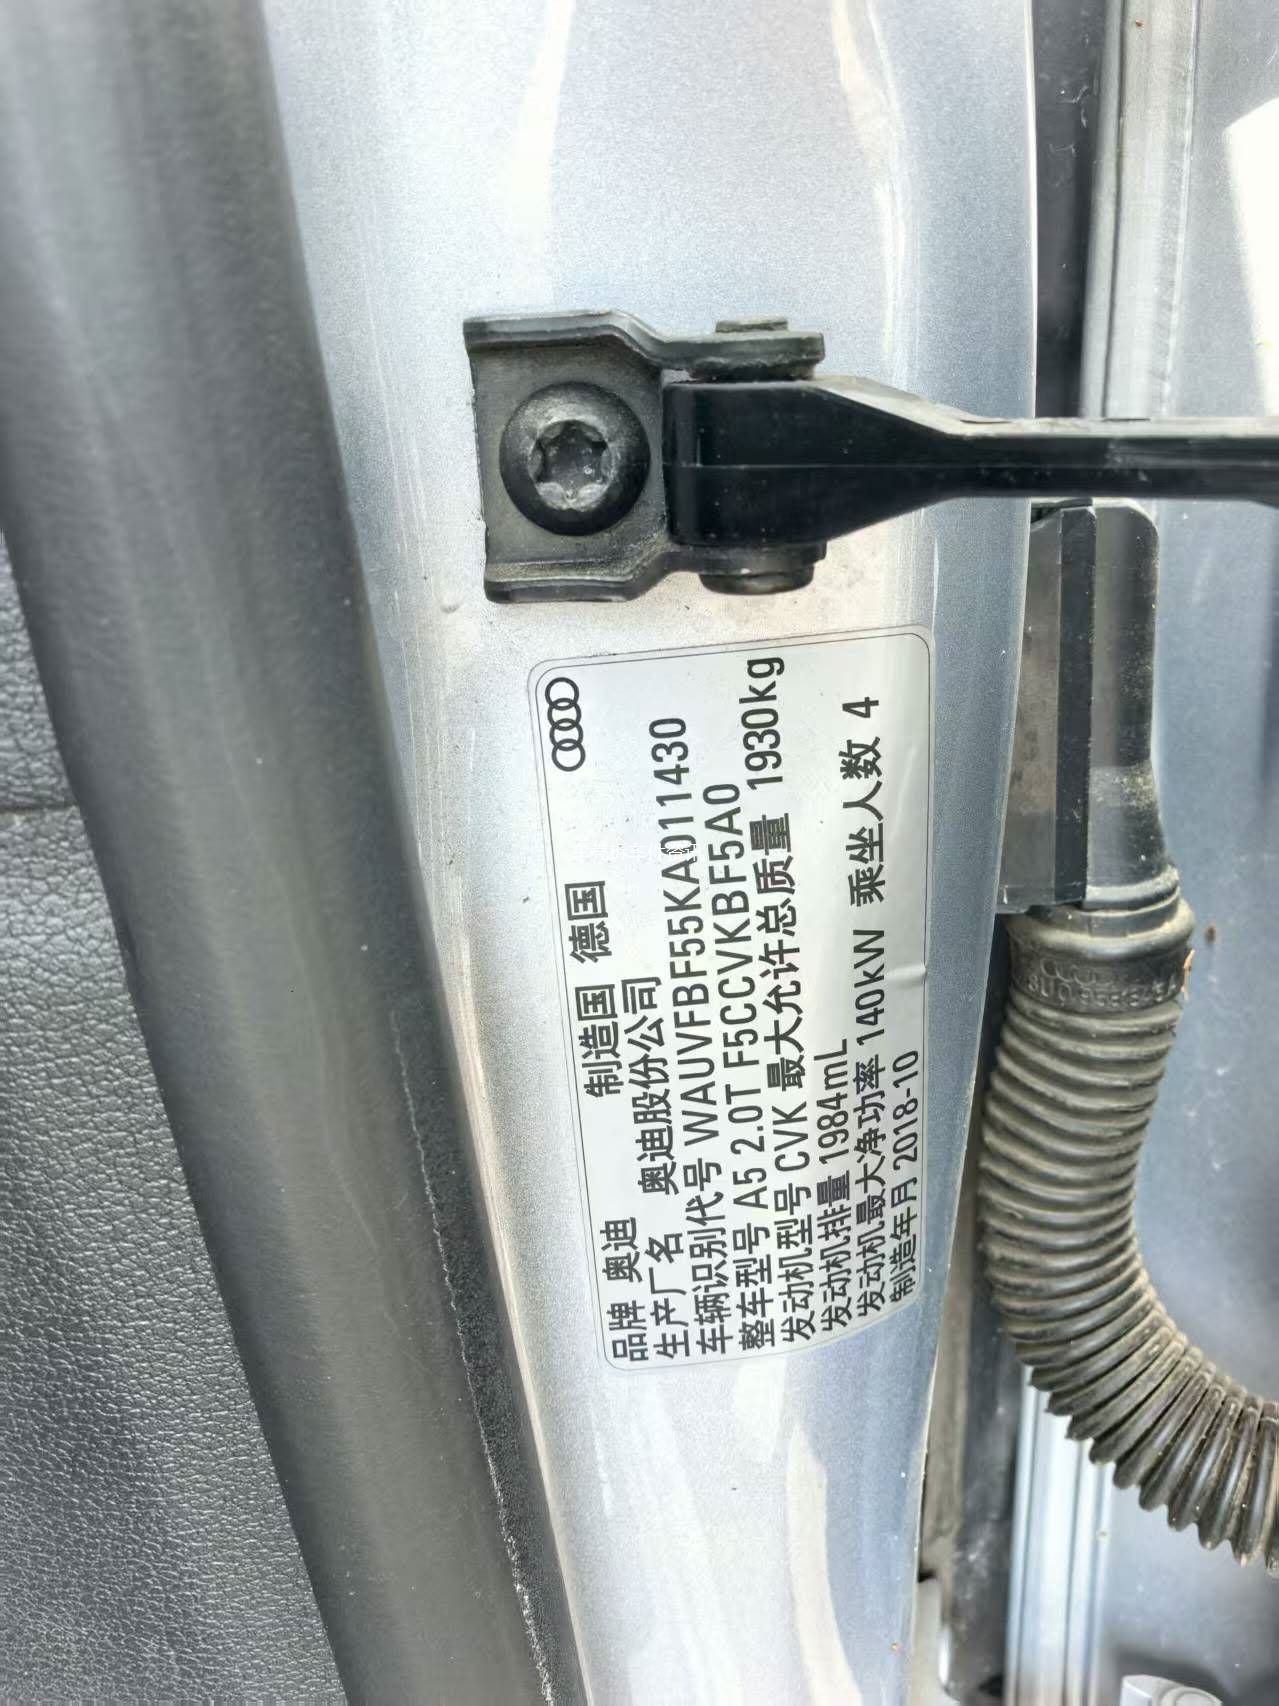 品牌 奥迪 制造国 德国
生产厂名 奥迪股份公司
车辆识别代号 WAUVFBF55KA011430
整车型号 A5 2.0T F5CCVKBF5A0
发动机型号 CVK 最大允许总质量 1930kg
发动机排量 1984mL
发动机最大净功率 140kW 乘坐人数 4
制造年月 2018-10